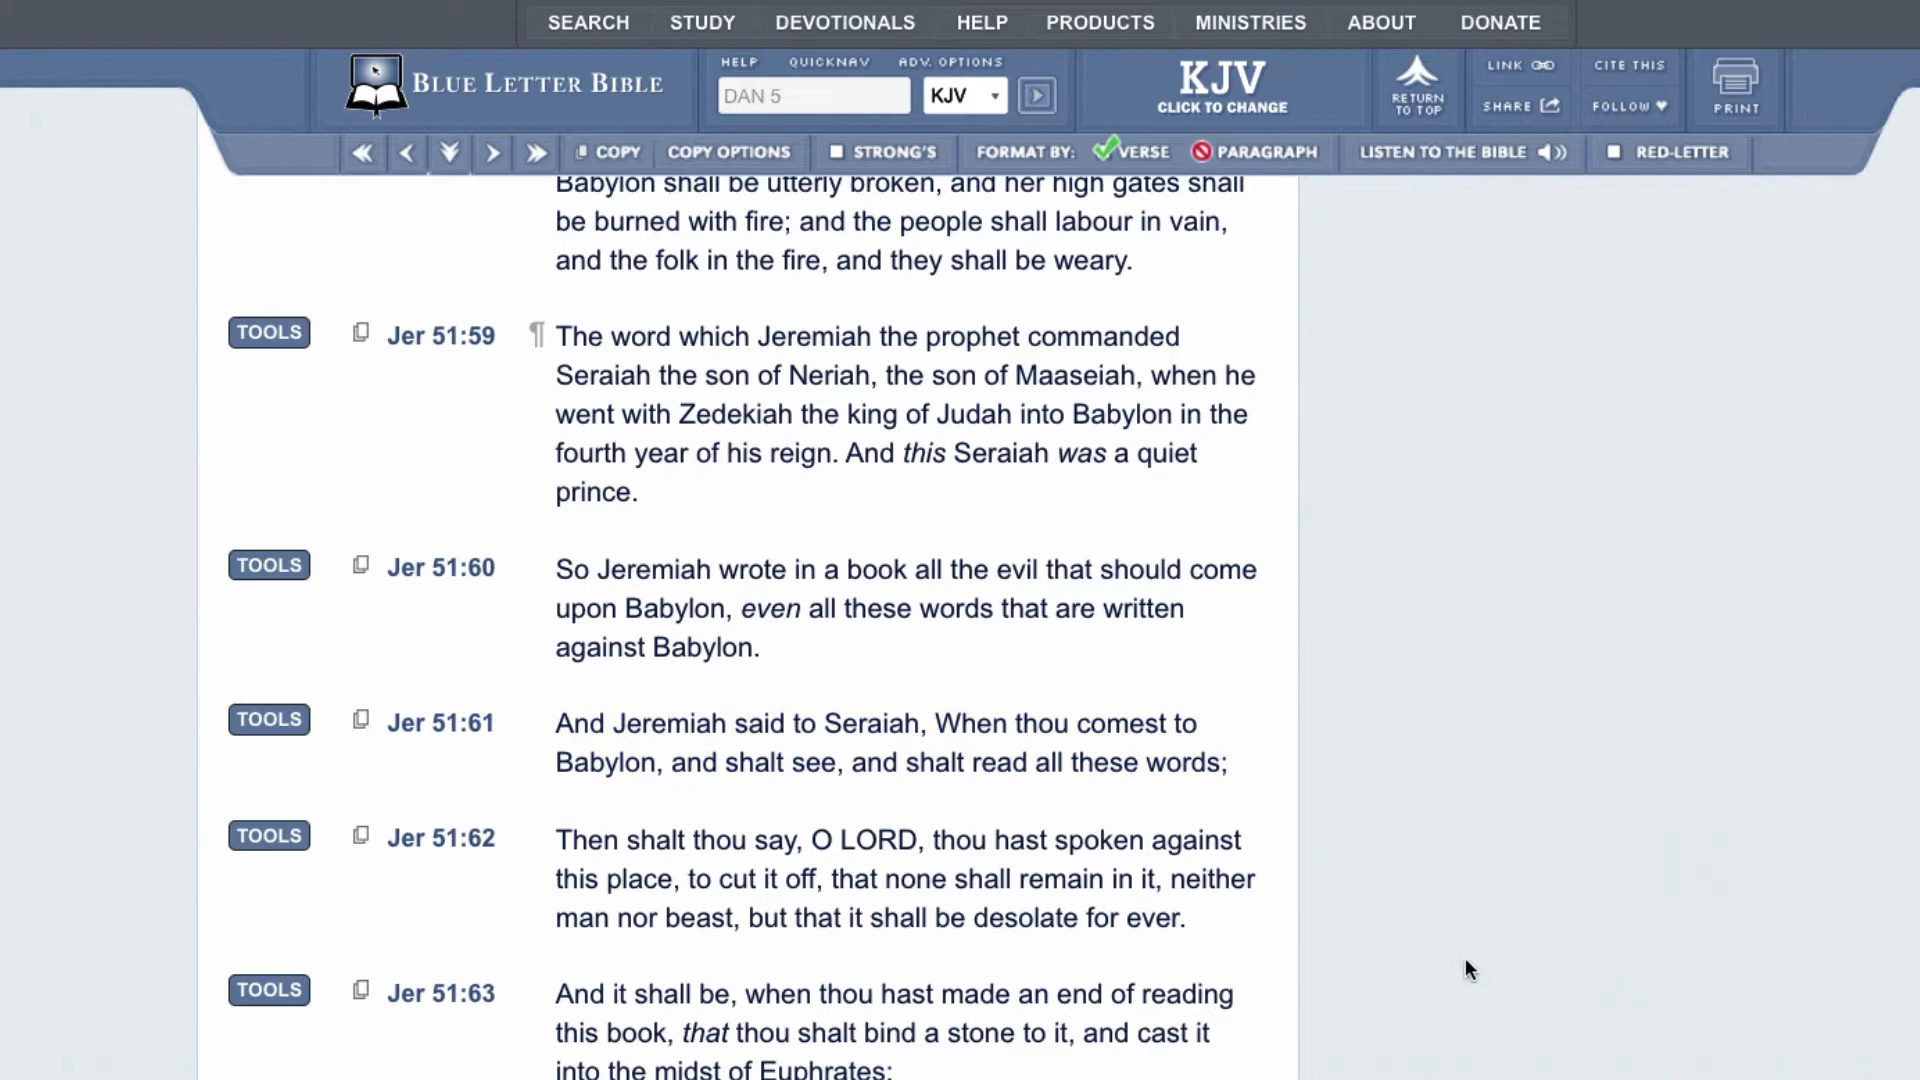 SEARCH STUDY DEVOTIONALS HELP PRODUCTS MINISTRIES ABOUT DONATE
BLUE LETTER BIBLE
HELP QUICKNAV ADV. OPTIONS
DAN 5 KJV
KJV
CLICK TO CHANGE
RETURN
TO TOP
LINK
SHARE
CITE THIS
FOLLOW
PRINT
COPY COPY OPTIONS STRONG'S FORMAT BY: VERSE PARAGRAPH LISTEN TO THE BIBLE RED-LETTER
Babylon shall be utterly broken, and her high gates shall
be burned with fire; and the people shall labour in vain,
and the folk in the fire, and they shall be weary.
TOOLS Jer 51:59 ¶ The word which Jeremiah the prophet commanded
Seraiah the son of Neriah, the son of Maaseiah, when he
went with Zedekiah the king of Judah into Babylon in the
fourth year of his reign. And this Seraiah was a quiet
prince.
TOOLS Jer 51:60 So Jeremiah wrote in a book all the evil that should come
upon Babylon, even all these words that are written
against Babylon.
TOOLS Jer 51:61 And Jeremiah said to Seraiah, When thou comest to
Babylon, and shalt see, and shalt read all these words;
TOOLS Jer 51:62 Then shalt thou say, O LORD, thou hast spoken against
this place, to cut it off, that none shall remain in it, neither
man nor beast, but that it shall be desolate for ever.
TOOLS Jer 51:63 And it shall be, when thou hast made an end of reading
this book, that thou shalt bind a stone to it, and cast it
into the midst of Euphrates: